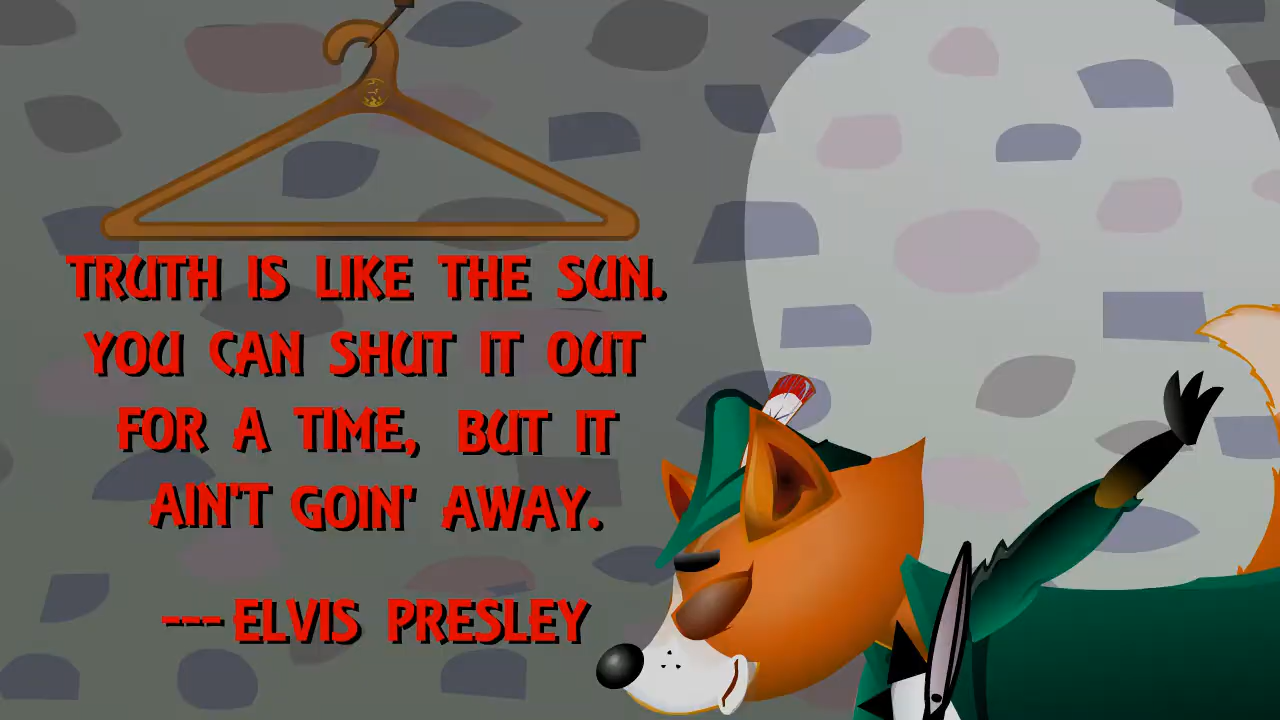 TRUTH IS LIKE THE SUN.
YOU CAN SHUT IT OUT
FOR A TIME, BUT IT
AIN'T GOIN' AWAY.
---ELVIS PRESLEY